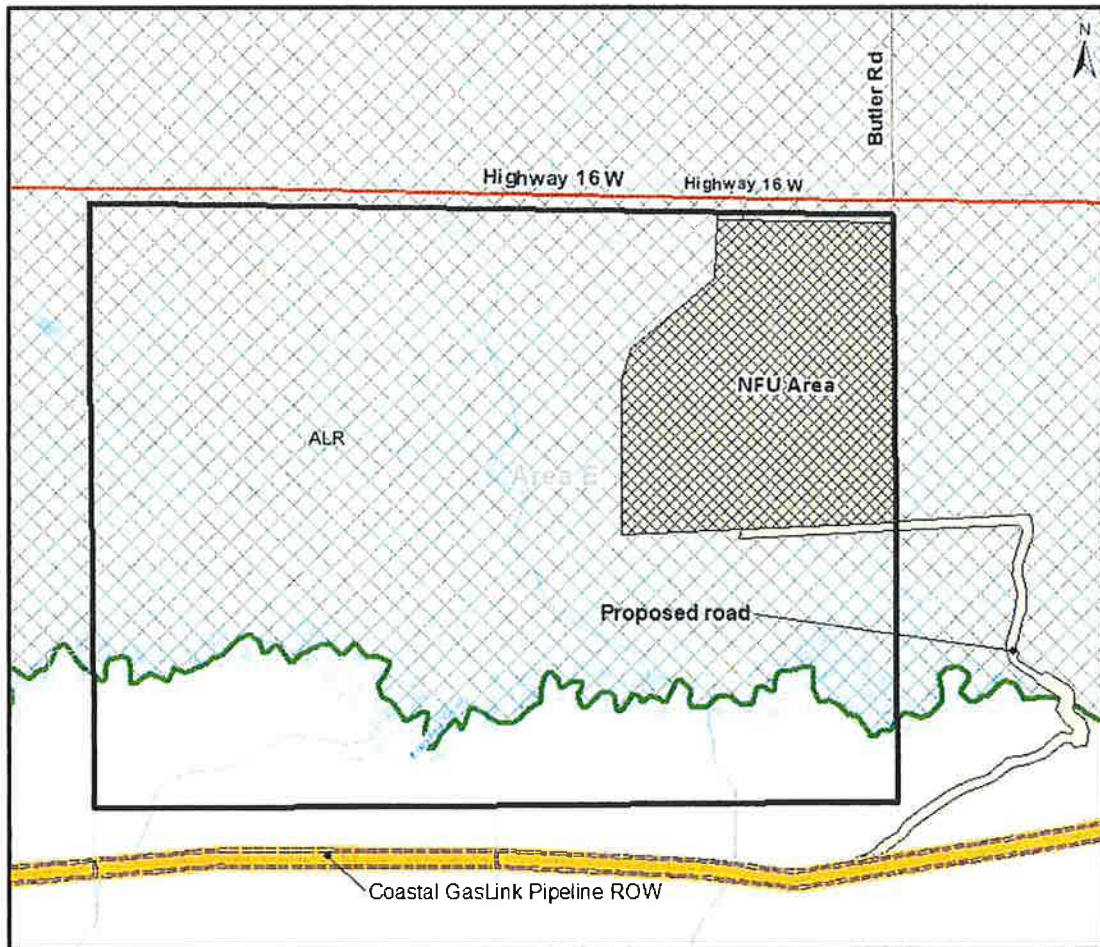 N
Butler Rd
Highway 16 W
Highway 16 W
NFU Area
ALR
Area E
Proposed road
Coastal GasLink Pipeline ROW